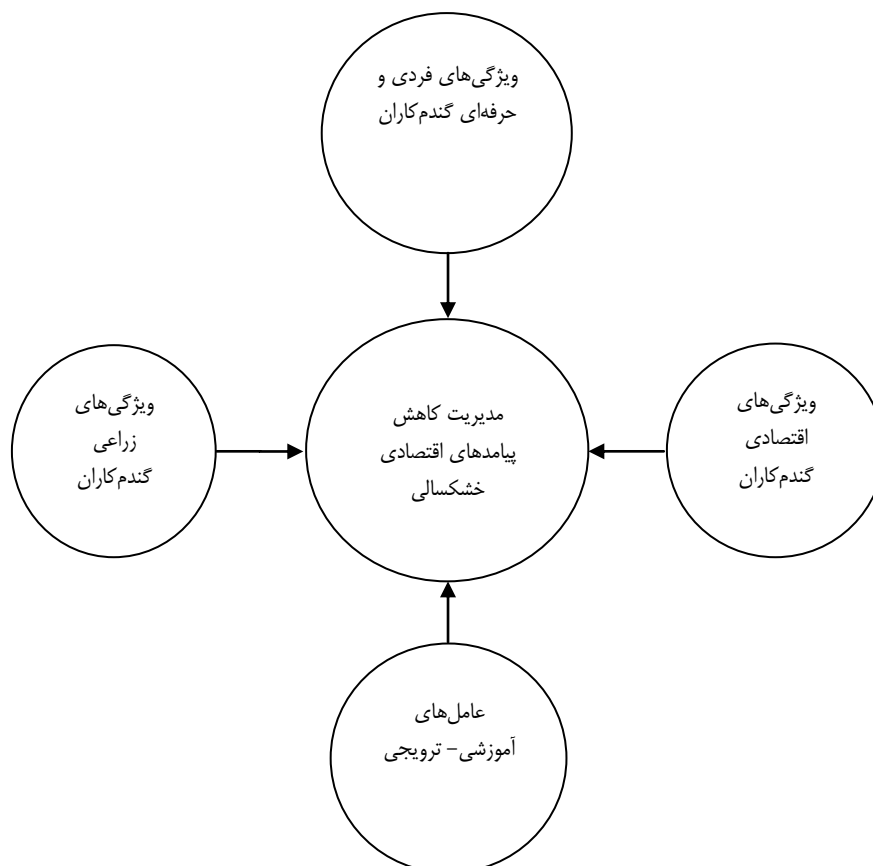 ویژگی‌های فردی و
حرفه‌ای گندم‌کاران
ویژگی‌های
اقتصادی
گندم‌کاران
مدیریت کاهش
پیامدهای اقتصادی
خشکسالی
ویژگی‌های
زراعی
گندم‌کاران
عامل‌های
آموزشی- ترویجی